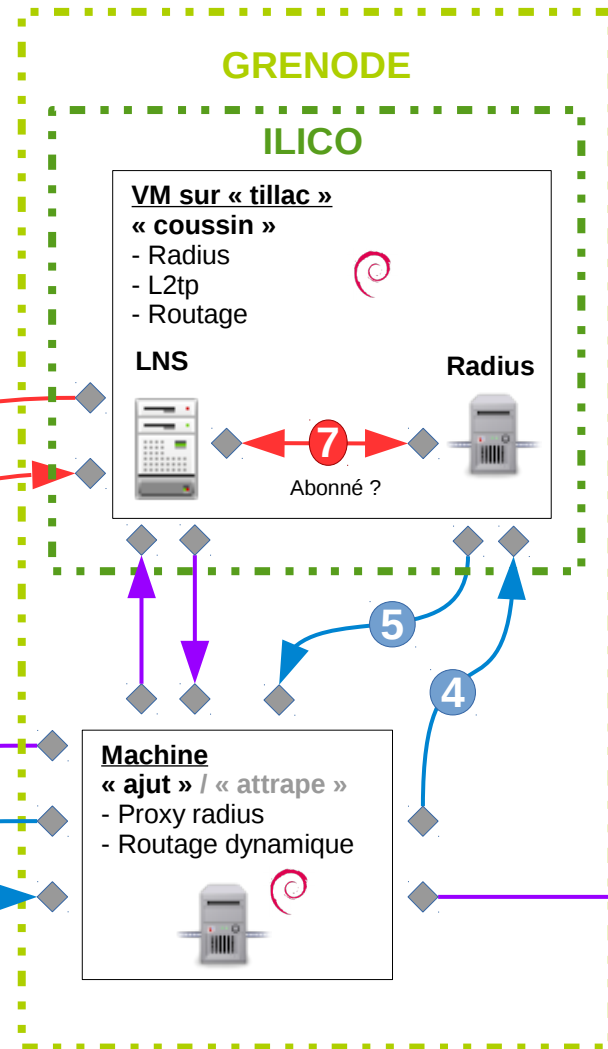 GRENODE
ILICO
VM sur « tillac »
« coussin »
- Radius
- L2tp
- Routage
LNS
Radius
7
Abonné ?
5
4
Machine
« ajut » / « attrape »
- Proxy radius
- Routage dynamique